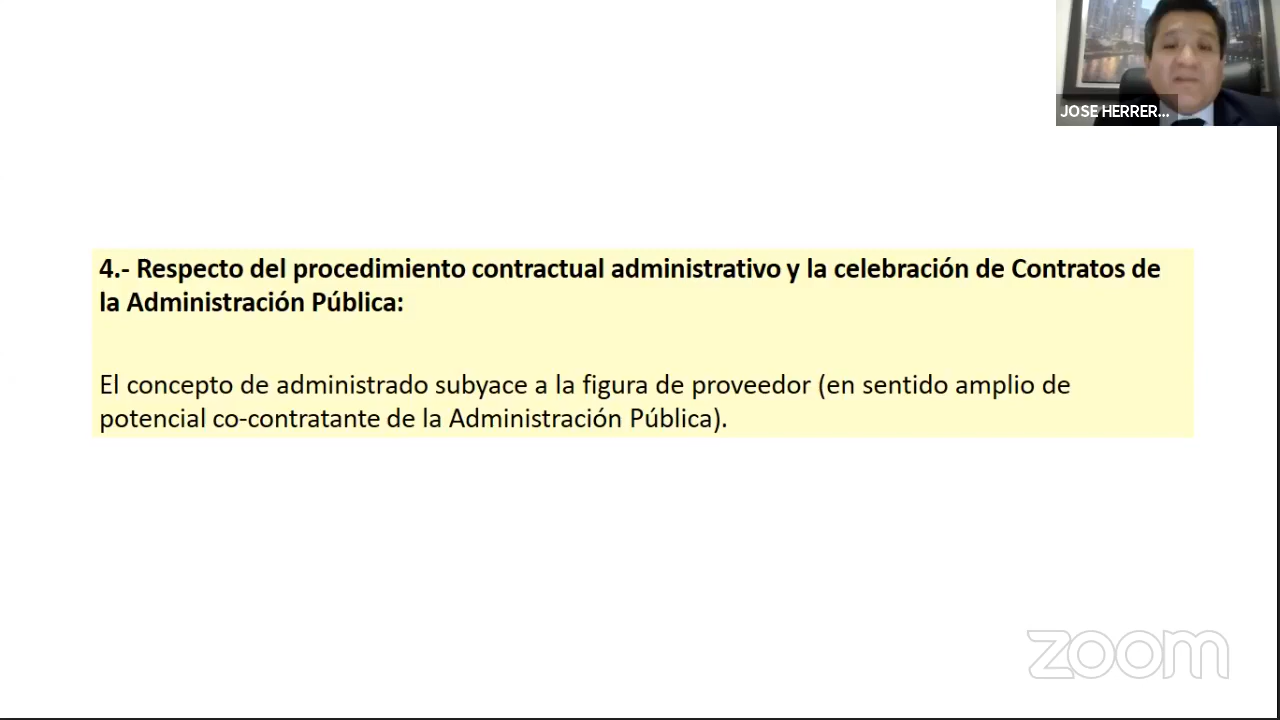 JOSE HERRER...
4.- Respecto del procedimiento contractual administrativo y la celebración de Contratos de
la Administración Pública:
El concepto de administrado subyace a la figura de proveedor (en sentido amplio de
potencial co-contratante de la Administración Pública).
zoom